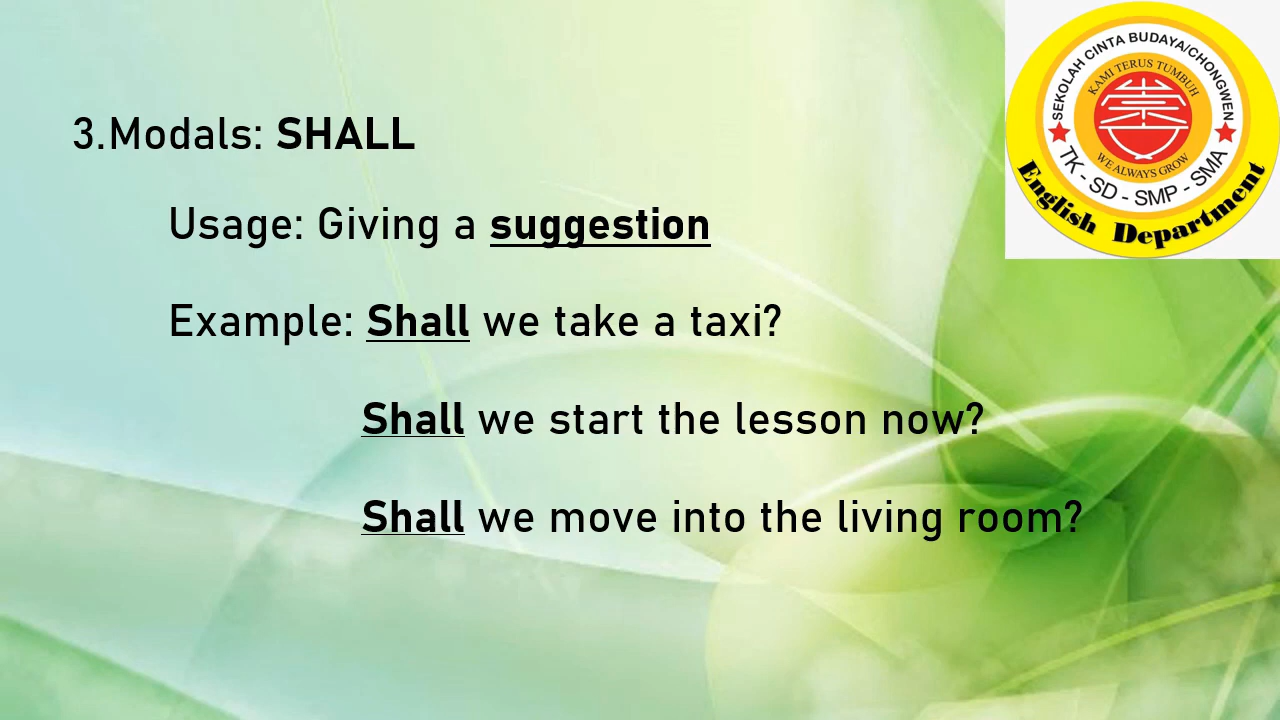 3.Modals: SHALL
Usage: Giving a suggestion
Example: Shall we take a taxi?
Shall we start the lesson now?
Shall we move into the living room?
SEKOLAH CINTA BUDAYA/CHONGWEN
KAMI TERUS TUMBUH
WE ALWAYS GROW
TK - SD - SMP - SMA
English Department